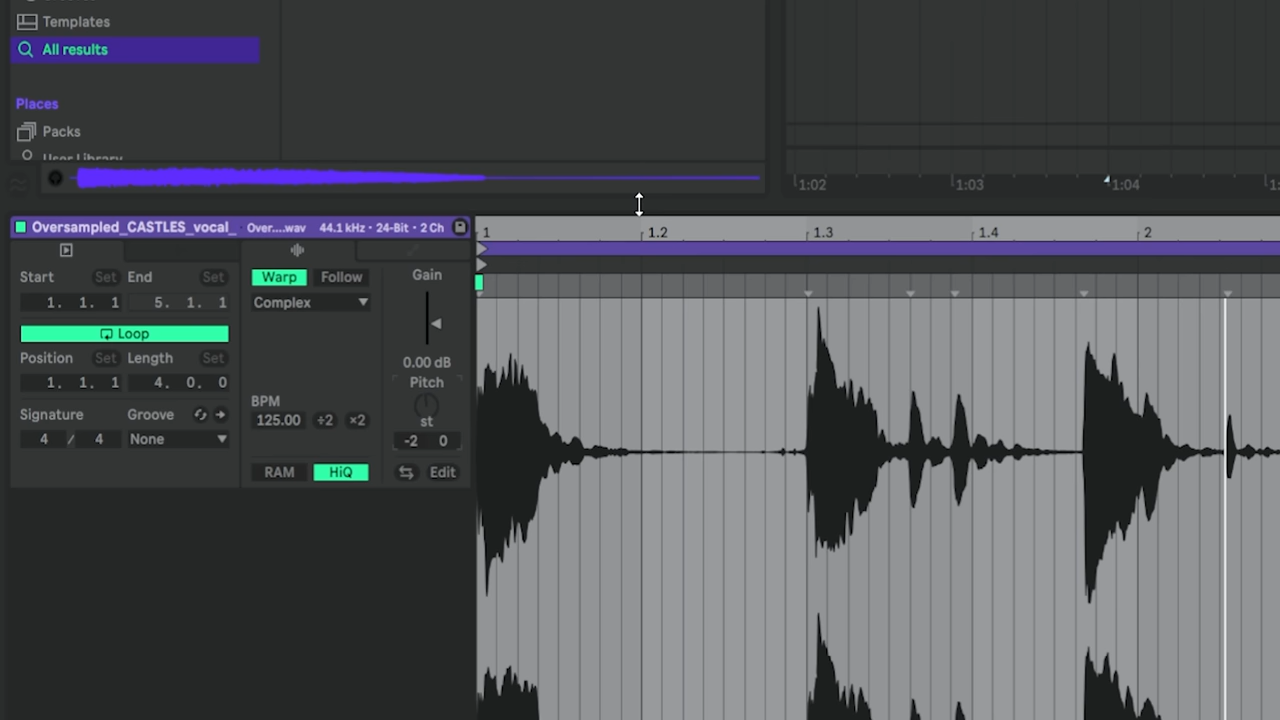 Templates
All results
Places
Packs
User Library
1:02 1:03 1:04
Oversampled_CASTLES_vocal_ Over....wav 44.1 kHz · 24-Bit · 2 Ch
1 1.2 1.3 1.4 2
Start Set End Set
1. 1. 1 5. 1. 1
Loop
Position Set Length Set
1. 1. 1 4. 0. 0
Signature Groove
4 / 4 None
Warp Follow
Complex
BPM
125.00 ÷2 ×2
RAM HiQ
Gain
0.00 dB
Pitch
st
-2 0
Edit